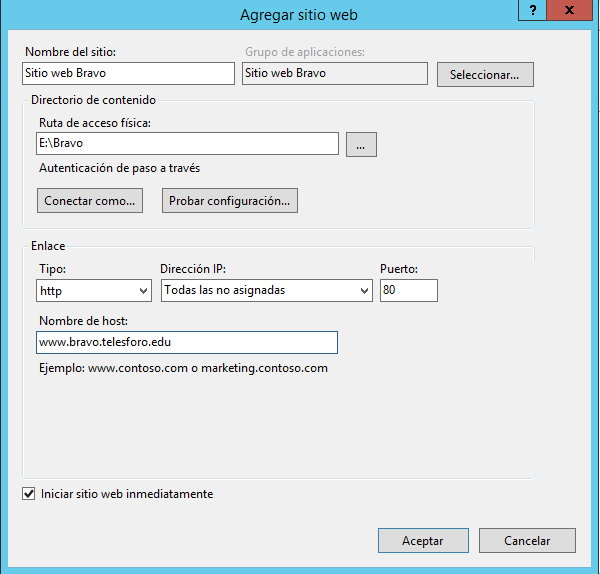 Agregar sitio web
?
x
Nombre del sitio:
Grupo de aplicaciones:
Sitio web Bravo
Sitio web Bravo
Seleccionar...
Directorio de contenido
Ruta de acceso física:
E:\Bravo
...
Autenticación de paso a través
Conectar como...
Probar configuración...
Enlace
Tipo:
Dirección IP:
Puerto:
http
Todas las no asignadas
80
Nombre de host:
www.bravo.telesforo.edu
Ejemplo: www.contoso.com o marketing.contoso.com
Iniciar sitio web inmediatamente
Aceptar
Cancelar